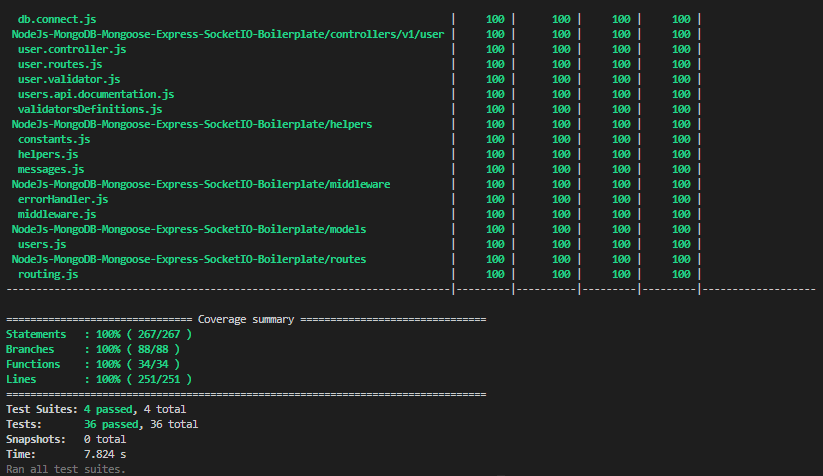 db.connect.js | 100 | 100 | 100 | 100 |
NodeJs-MongoDB-Mongoose-Express-SocketIO-Boilerplate/controllers/v1/user | 100 | 100 | 100 | 100 |
user.controller.js | 100 | 100 | 100 | 100 |
user.routes.js | 100 | 100 | 100 | 100 |
user.validator.js | 100 | 100 | 100 | 100 |
users.api.documentation.js | 100 | 100 | 100 | 100 |
validatorsDefinitions.js | 100 | 100 | 100 | 100 |
NodeJs-MongoDB-Mongoose-Express-SocketIO-Boilerplate/helpers | 100 | 100 | 100 | 100 |
constants.js | 100 | 100 | 100 | 100 |
helpers.js | 100 | 100 | 100 | 100 |
messages.js | 100 | 100 | 100 | 100 |
NodeJs-MongoDB-Mongoose-Express-SocketIO-Boilerplate/middleware | 100 | 100 | 100 | 100 |
errorHandler.js | 100 | 100 | 100 | 100 |
middleware.js | 100 | 100 | 100 | 100 |
NodeJs-MongoDB-Mongoose-Express-SocketIO-Boilerplate/models | 100 | 100 | 100 | 100 |
users.js | 100 | 100 | 100 | 100 |
NodeJs-MongoDB-Mongoose-Express-SocketIO-Boilerplate/routes | 100 | 100 | 100 | 100 |
routing.js | 100 | 100 | 100 | 100 |
--------------------------------------------------------------------------|---------|----------|---------|---------|-------------------
=============================== Coverage summary ===============================
Statements : 100% ( 267/267 )
Branches : 100% ( 88/88 )
Functions : 100% ( 34/34 )
Lines : 100% ( 251/251 )
================================================================================
Test Suites: 4 passed, 4 total
Tests: 36 passed, 36 total
Snapshots: 0 total
Time: 7.824 s
Ran all test suites.